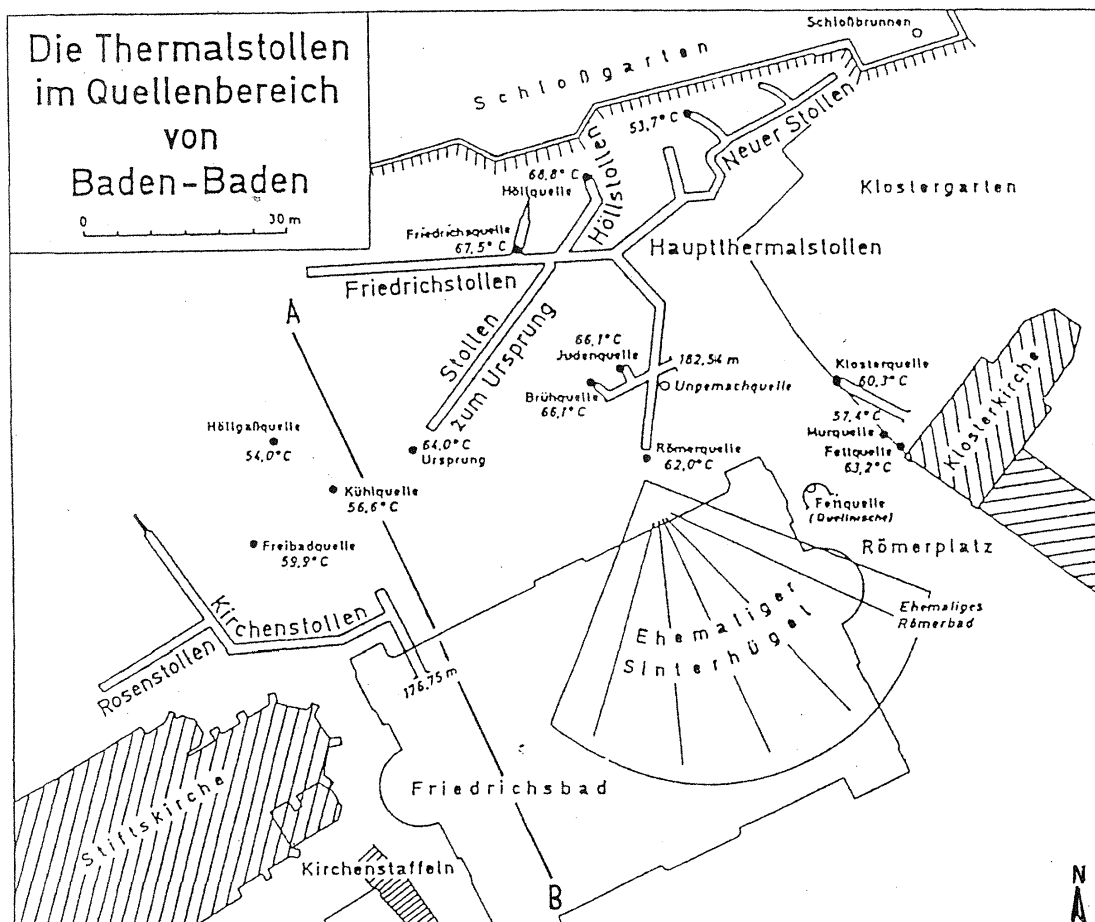 Die Thermalstollen
im Quellenbereich
von
Baden-Baden
0 30 m
Schloßbrunnen
Schloßgarten
53,7°C
Neuer Stollen
68,8°C
Höllquelle
Höllstollen
Klostergarten
Friedrichsquelle
67,5°C
Hauptthermalstollen
Friedrichstollen
A
Stollen
zum Ursprung
66,1°C
Judenquelle
182,54 m
Ungemachquelle
Brühquelle
66,1°C
Klosterquelle
60,3°C
57,4°C
Murquelle
Fettquelle
63,2°C
Klosterkirche
Höllgaßquelle
54,0°C
64,0°C
Ursprung
Römerquelle
62,0°C
Kühlquelle
56,6°C
(Quellnische)
Römerplatz
Freibadquelle
59,9°C
Kirchenstollen
Rosenstollen
176,75 m
Ehemaliger
Sinterhügel
Ehemaliges
Römerbad
Friedrichsbad
Stiftskirche
Kirchenstaffeln
B
N